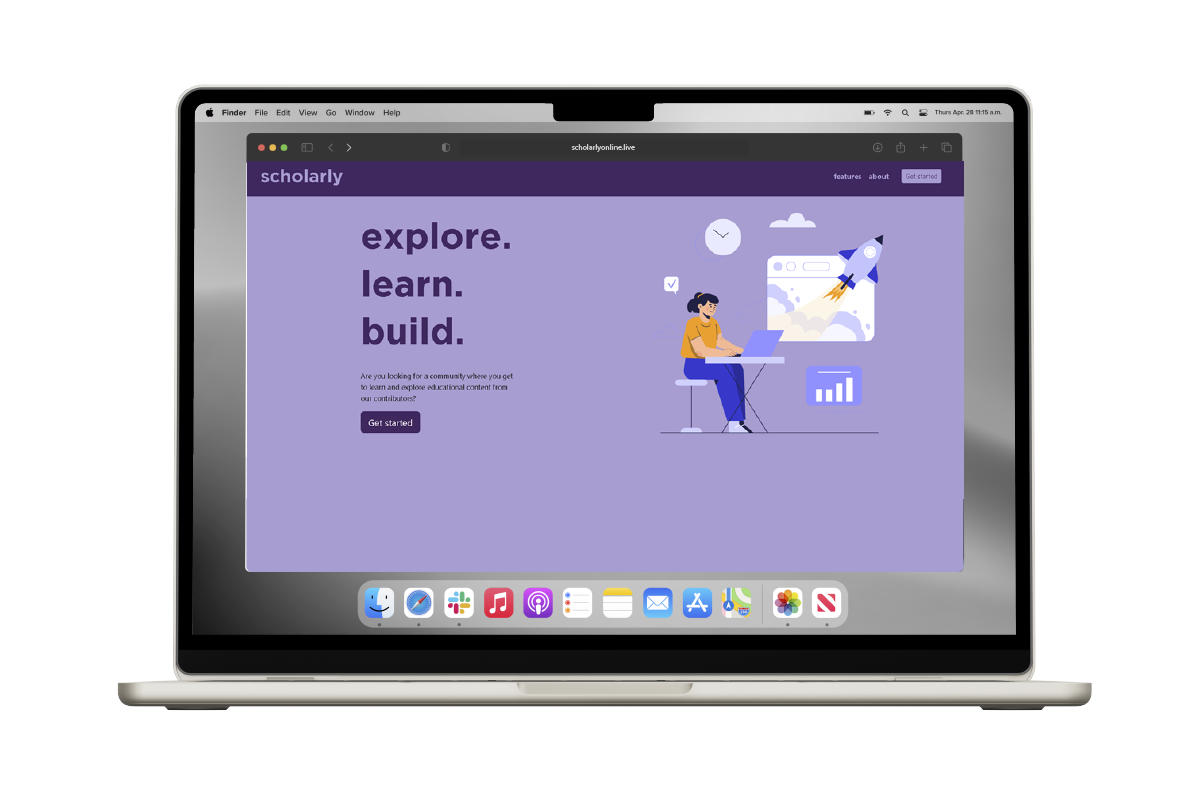 Finder File Edit View Go Window Help
Thurs Apr. 28 11:15 a.m.
scholarlyonline.live
scholarly
features about Get started
explore.
learn.
build.
Are you looking for a community where you get
to learn and explore educational content from
our contributors?
Get started